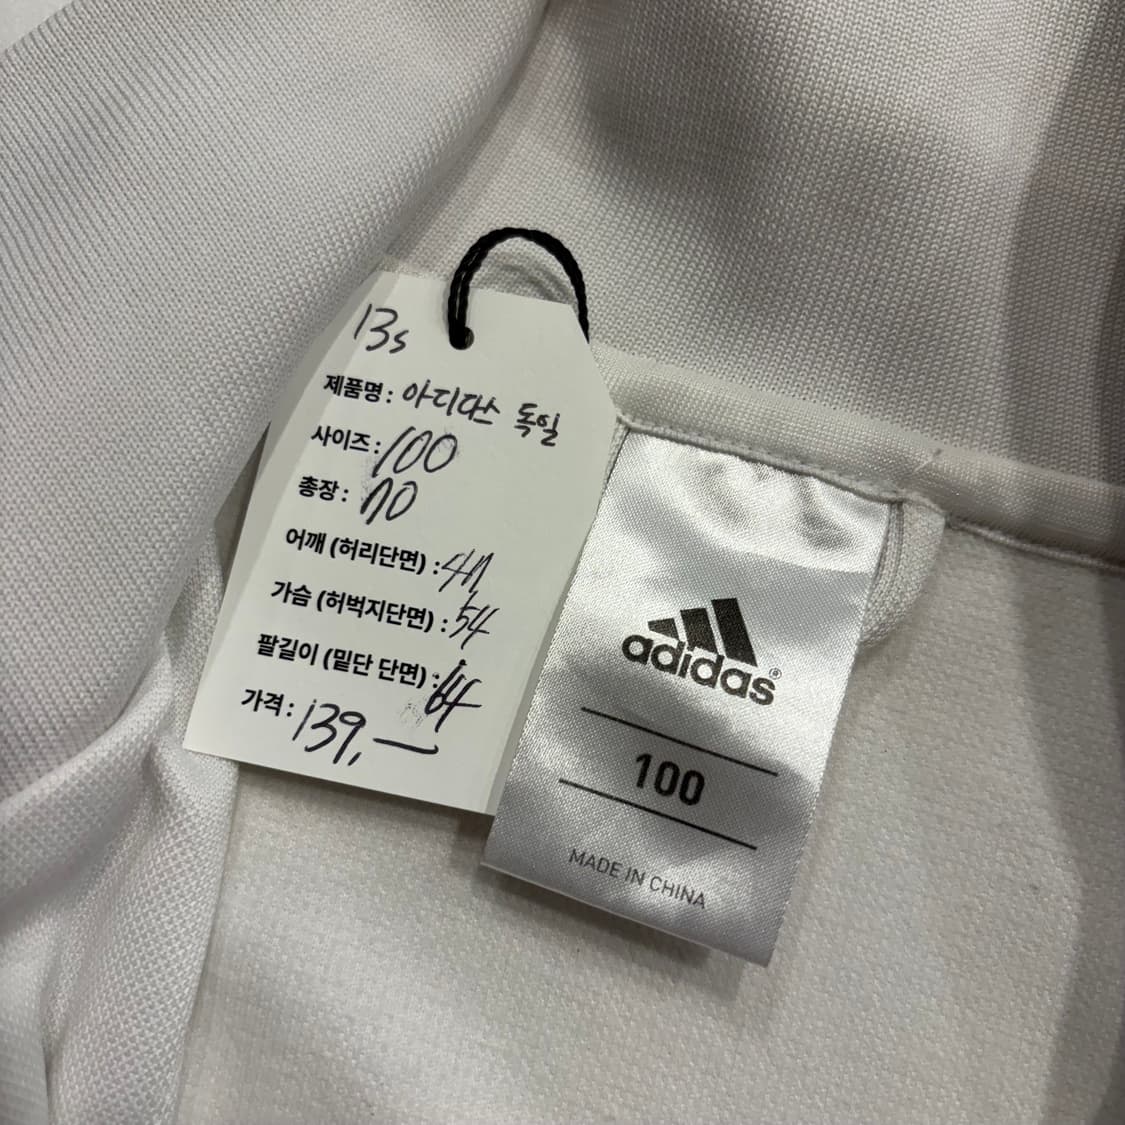 13s
제품명: 아디다스 독일
사이즈: 100
총장: 70
어깨 (허리단면) : 47
가슴 (허벅지단면) : 54
팔길이 (밑단 단면) : 64
가격: 139,—
adidas®
100
MADE IN CHINA